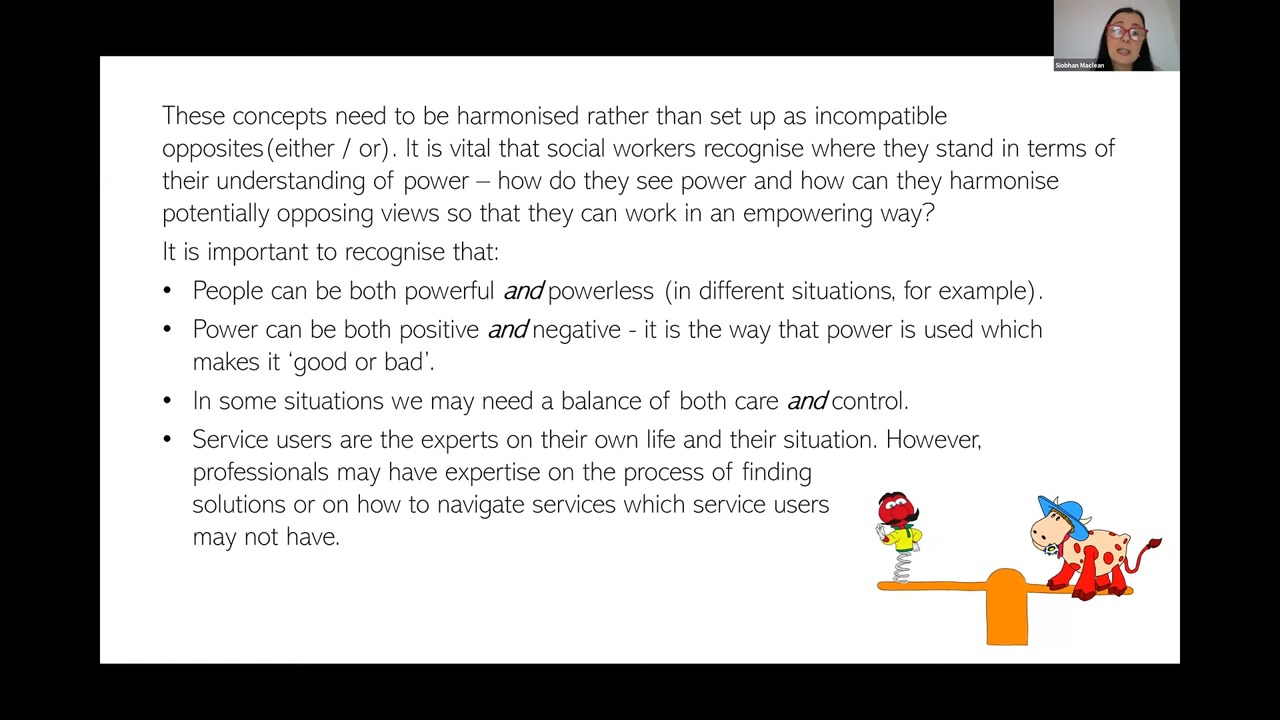 Siobhan Maclean
These concepts need to be harmonised rather than set up as incompatible
opposites(either / or). It is vital that social workers recognise where they stand in terms of
their understanding of power – how do they see power and how can they harmonise
potentially opposing views so that they can work in an empowering way?
It is important to recognise that:
• People can be both powerful and powerless (in different situations, for example).
• Power can be both positive and negative - it is the way that power is used which
makes it ‘good or bad’.
• In some situations we may need a balance of both care and control.
• Service users are the experts on their own life and their situation. However,
professionals may have expertise on the process of finding
solutions or on how to navigate services which service users
may not have.